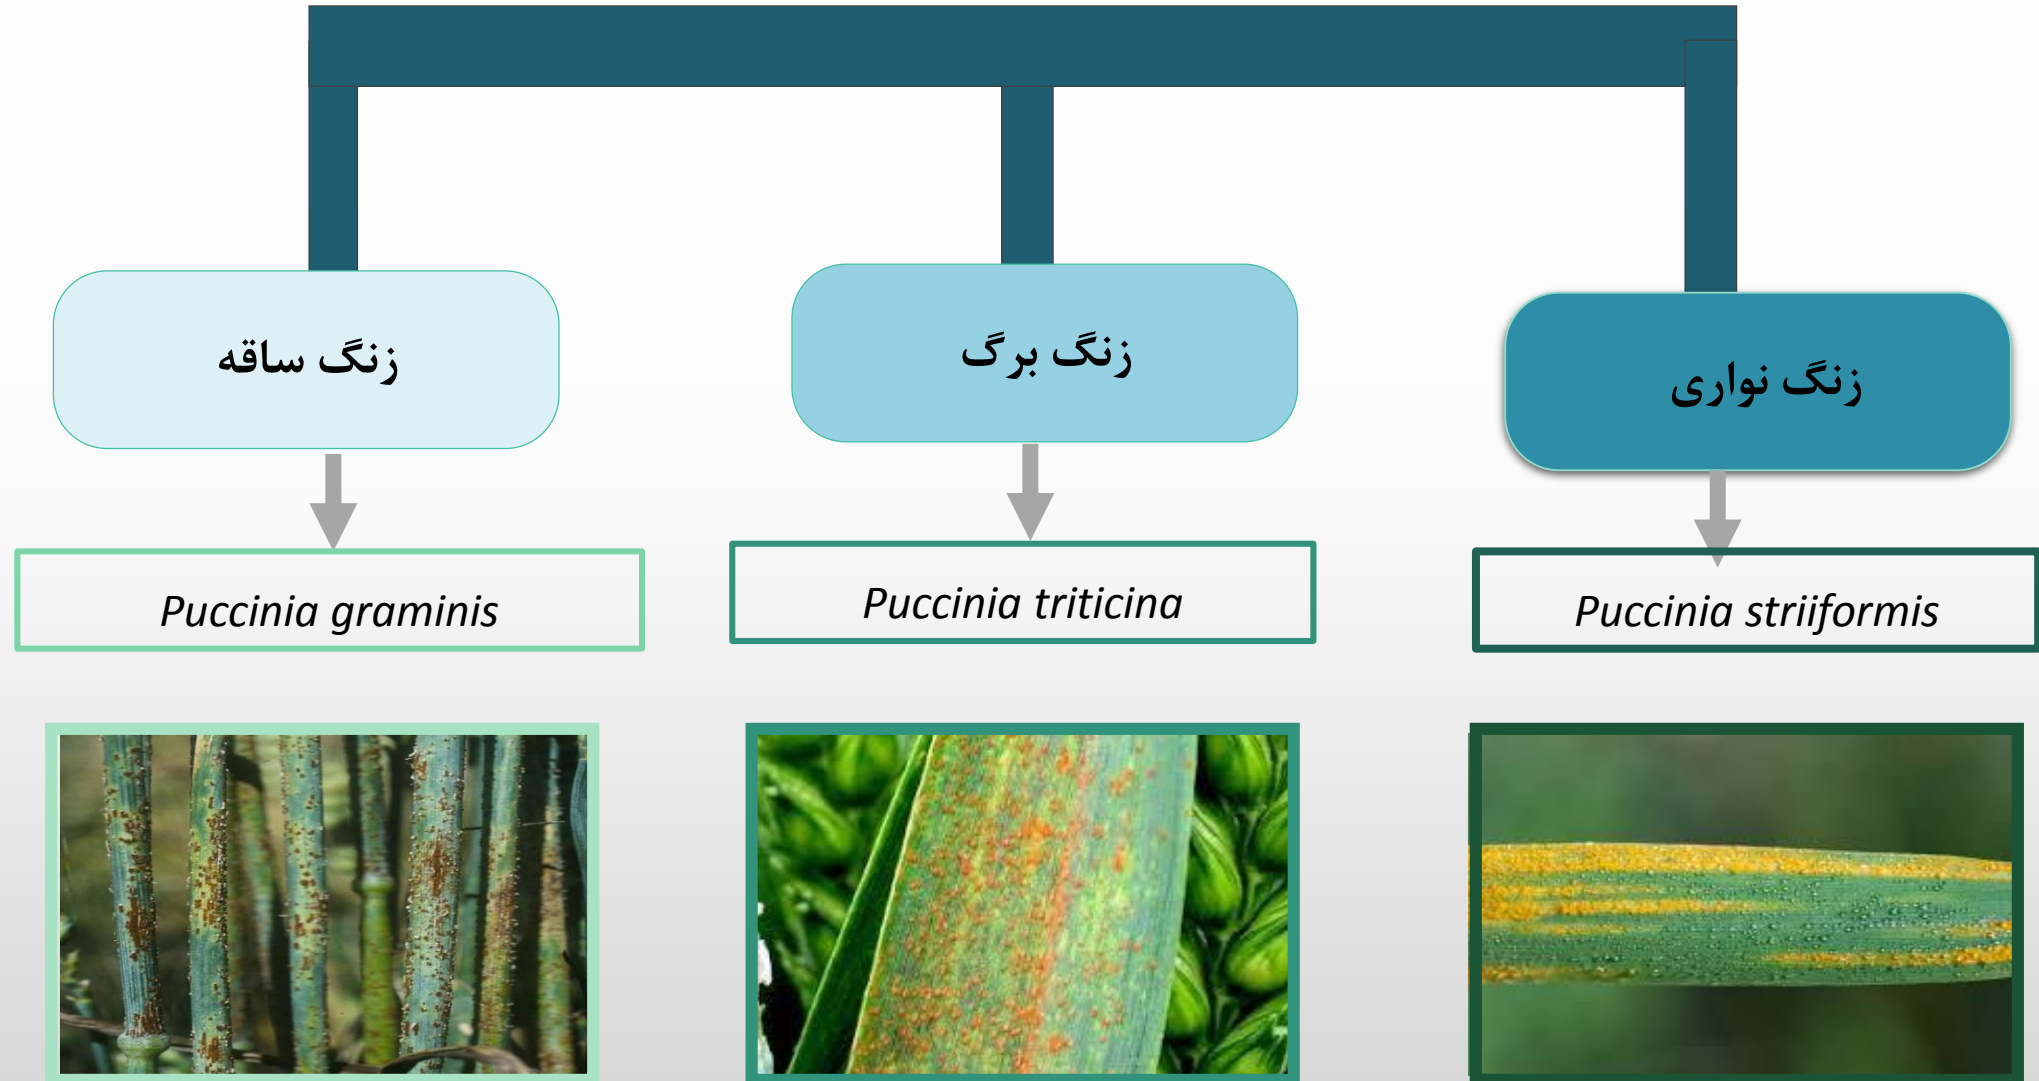 زنگ نواری
زنگ برگ
زنگ ساقه
Puccinia striiformis
Puccinia triticina
Puccinia graminis